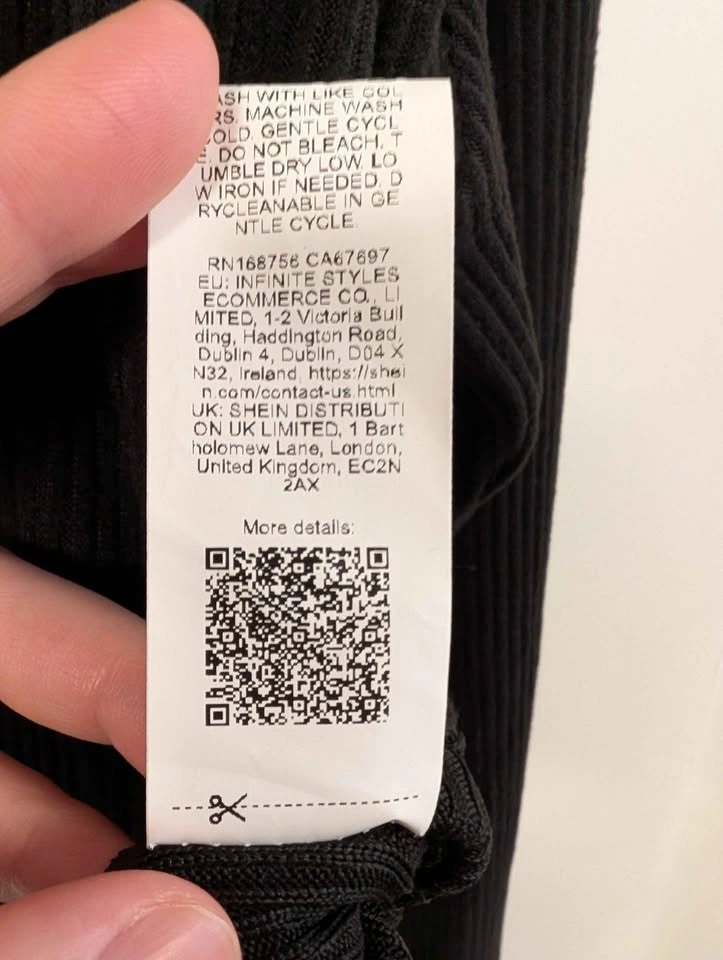 ASH WITH LIKE COL
RS. MACHINE WASH
COLD. GENTLE CYCL
E. DO NOT BLEACH. T
UMBLE DRY LOW. LO
W IRON IF NEEDED. D
RYCLEANABLE IN GE
NTLE CYCLE.
RN168756 CA67697
EU: INFINITE STYLES
ECOMMERCE CO., LI
MITED, 1-2 Victoria Buil
ding, Haddington Road,
Dublin 4, Dublin, D04 X
N32, Ireland, https://shei
n.com/contact-us.html
UK: SHEIN DISTRIBUTI
ON UK LIMITED, 1 Bart
holomew Lane, London,
United Kingdom, EC2N
2AX
More details: